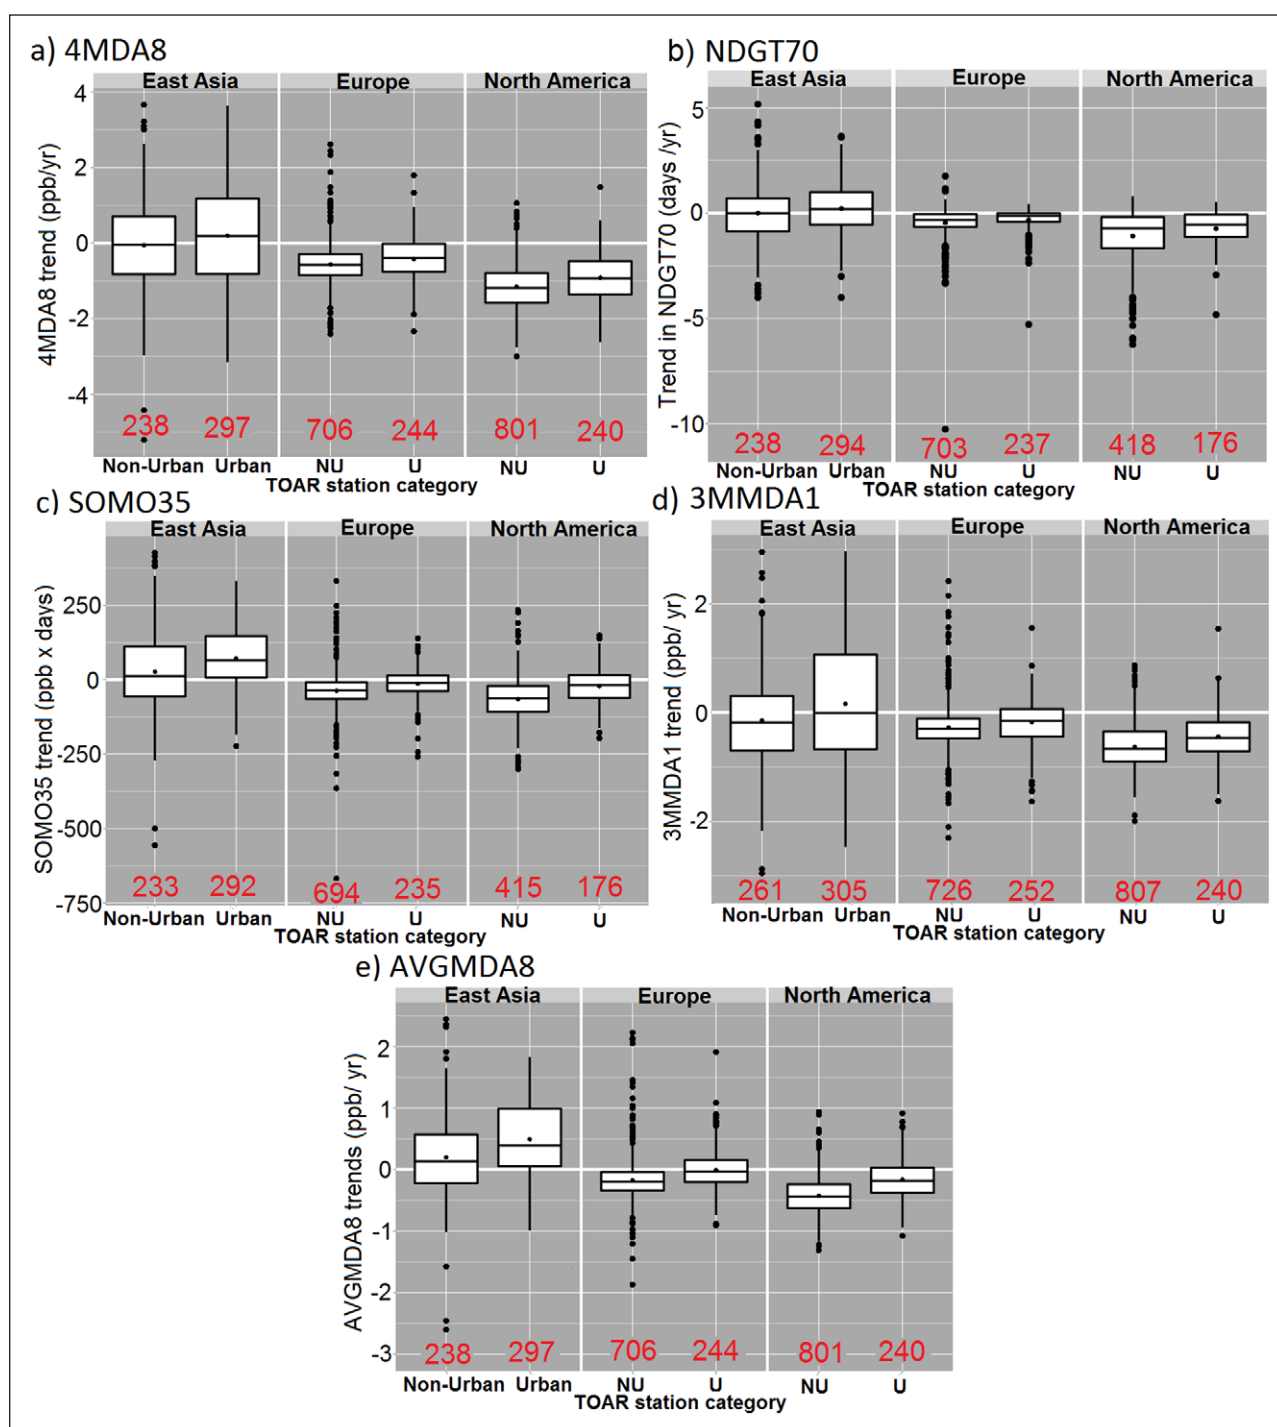 a) 4MDA8
East Asia Europe North America
4MDA8 trend (ppb/yr)
4
2
0
-2
-4
238 297 706 244 801 240
Non-Urban Urban NU U NU U
TOAR station category
b) NDGT70
East Asia Europe North America
Trend in NDGT70 (days /yr)
5
0
-5
-10
238 294 703 237 418 176
Non-Urban Urban NU U NU U
TOAR station category
c) SOMO35
East Asia Europe North America
SOMO35 trend (ppb x days)
250
0
-250
-500
-750
233 292 694 235 415 176
Non-Urban Urban NU U NU U
TOAR station category
d) 3MMDA1
East Asia Europe North America
3MMDA1 trend (ppb/ yr)
2
0
-2
261 305 726 252 807 240
Non-Urban Urban NU U NU U
TOAR station category
e) AVGMDA8
East Asia Europe North America
AVGMDA8 trends (ppb/ yr)
2
1
0
-1
-2
-3
238 297 706 244 801 240
Non-Urban Urban NU U NU U
TOAR station category